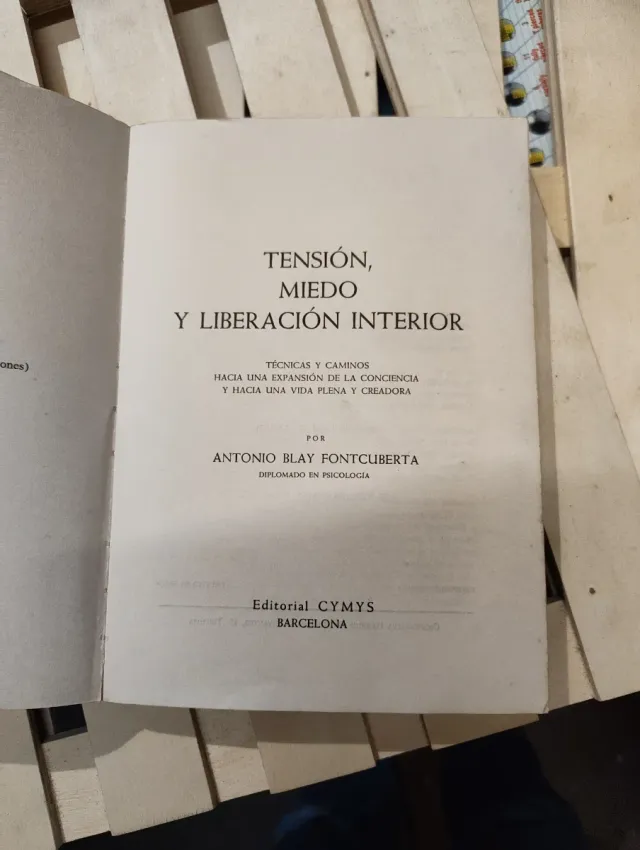 ones)
TENSIÓN,
MIEDO
Y LIBERACIÓN INTERIOR
TÉCNICAS Y CAMINOS
HACIA UNA EXPANSIÓN DE LA CONCIENCIA
Y HACIA UNA VIDA PLENA Y CREADORA
POR
ANTONIO BLAY FONTCUBERTA
DIPLOMADO EN PSICOLOGÍA
Editorial CYMYS
BARCELONA